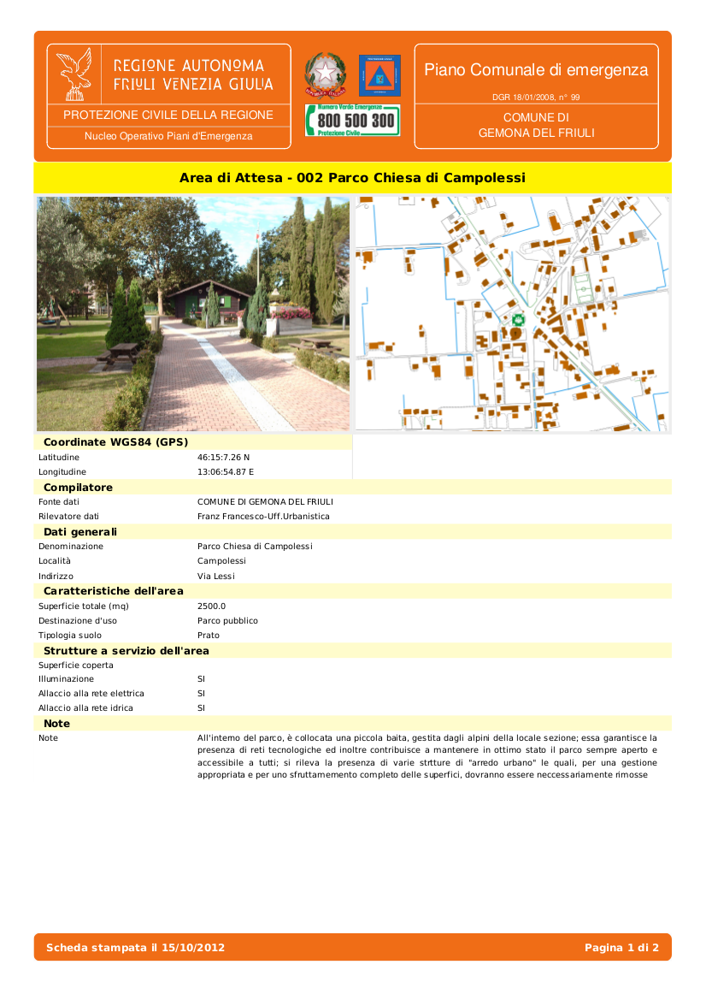 REGIONE AUTONOMA
FRIULI VENEZIA GIULIA
PROTEZIONE CIVILE DELLA REGIONE
Nucleo Operativo Piani d'Emergenza
Numero Verde Emergenze
800 500 300
Protezione Civile
Piano Comunale di emergenza
DGR 18/01/2008, n° 99
COMUNE DI
GEMONA DEL FRIULI
Area di Attesa - 002 Parco Chiesa di Campolessi
Coordinate WGS84 (GPS)
Latitudine 46:15:7.26 N
Longitudine 13:06:54.87 E
Compilatore
Fonte dati COMUNE DI GEMONA DEL FRIULI
Rilevatore dati Franz Francesco-Uff.Urbanistica
Dati generali
Denominazione Parco Chiesa di Campolessi
Località Campolessi
Indirizzo Via Lessi
Caratteristiche dell'area
Superficie totale (mq) 2500.0
Destinazione d'uso Parco pubblico
Tipologia suolo Prato
Strutture a servizio dell'area
Superficie coperta
Illuminazione SI
Allaccio alla rete elettrica SI
Allaccio alla rete idrica SI
Note
Note All'interno del parco, è collocata una piccola baita, gestita dagli alpini della locale sezione; essa garantisce la
presenza di reti tecnologiche ed inoltre contribuisce a mantenere in ottimo stato il parco sempre aperto e
accessibile a tutti; si rileva la presenza di varie strtture di "arredo urbano" le quali, per una gestione
appropriata e per uno sfruttamemento completo delle superfici, dovranno essere neccessariamente rimosse
Scheda stampata il 15/10/2012
Pagina 1 di 2